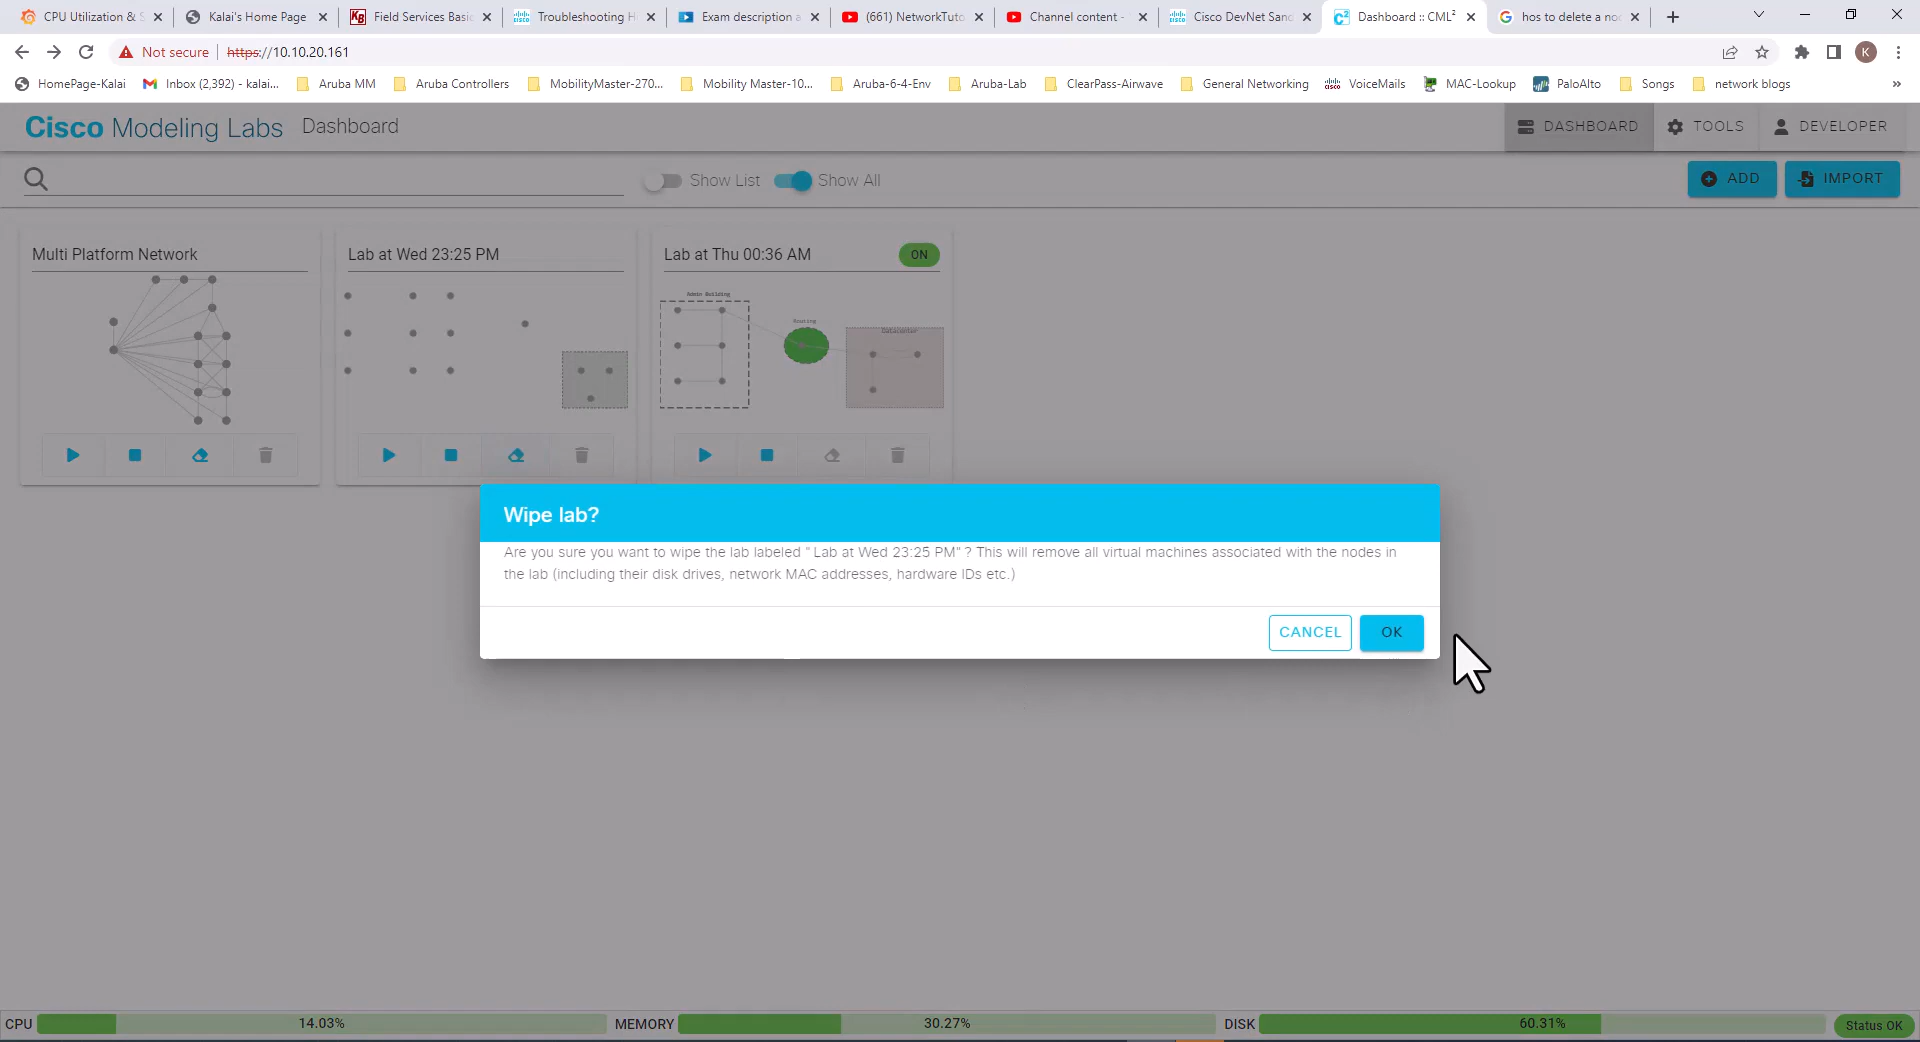 CPU Utilization & S
Kalai's Home Page
Field Services Basic
Troubleshooting H
Exam description a
(661) NetworkTuto
Channel content -
Cisco DevNet Sand
Dashboard :: CML²
hos to delete a noc
Not secure
https://10.10.20.161
K
HomePage-Kalai
Inbox (2,392) - kalai...
Aruba MM
Aruba Controllers
MobilityMaster-270...
Mobility Master-10...
Aruba-6-4-Env
Aruba-Lab
ClearPass-Airwave
General Networking
VoiceMails
MAC-Lookup
PaloAlto
Songs
network blogs
»
Cisco Modeling Labs Dashboard
DASHBOARD
TOOLS
DEVELOPER
Show List
Show All
ADD
IMPORT
Multi Platform Network
Lab at Wed 23:25 PM
Lab at Thu 00:36 AM
ON
Admin Building
Routing
Datacenter
Wipe lab?
Are you sure you want to wipe the lab labeled " Lab at Wed 23:25 PM" ? This will remove all virtual machines associated with the nodes in
the lab (including their disk drives, network MAC addresses, hardware IDs etc.)
CANCEL
OK
CPU
14.03%
MEMORY
30.27%
DISK
60.31%
Status OK